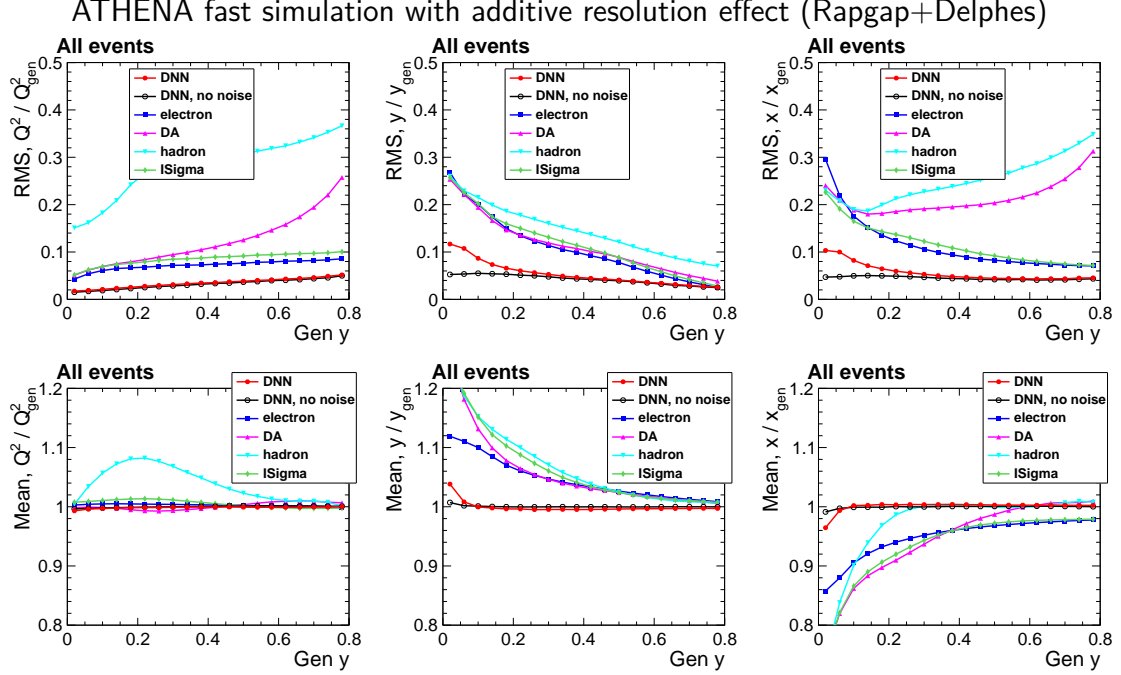 ATHENA fast simulation with additive resolution effect (Rapgap+Delphes)
All events
RMS, Q² / Q²gen
0.5
0.4
0.3
0.2
0.1
0
DNN
DNN, no noise
electron
DA
hadron
ISigma
0 0.2 0.4 0.6 0.8
Gen y
All events
RMS, y / ygen
0.5
0.4
0.3
0.2
0.1
0
DNN
DNN, no noise
electron
DA
hadron
ISigma
0 0.2 0.4 0.6 0.8
Gen y
All events
RMS, x / xgen
0.5
0.4
0.3
0.2
0.1
0
DNN
DNN, no noise
electron
DA
hadron
ISigma
0 0.2 0.4 0.6 0.8
Gen y
All events
Mean, Q² / Q²gen
1.2
1.1
1
0.9
0.8
DNN
DNN, no noise
electron
DA
hadron
ISigma
0 0.2 0.4 0.6 0.8
Gen y
All events
Mean, y / ygen
1.2
1.1
1
0.9
0.8
DNN
DNN, no noise
electron
DA
hadron
ISigma
0 0.2 0.4 0.6 0.8
Gen y
All events
Mean, x / xgen
1.2
1.1
1
0.9
0.8
DNN
DNN, no noise
electron
DA
hadron
ISigma
0 0.2 0.4 0.6 0.8
Gen y